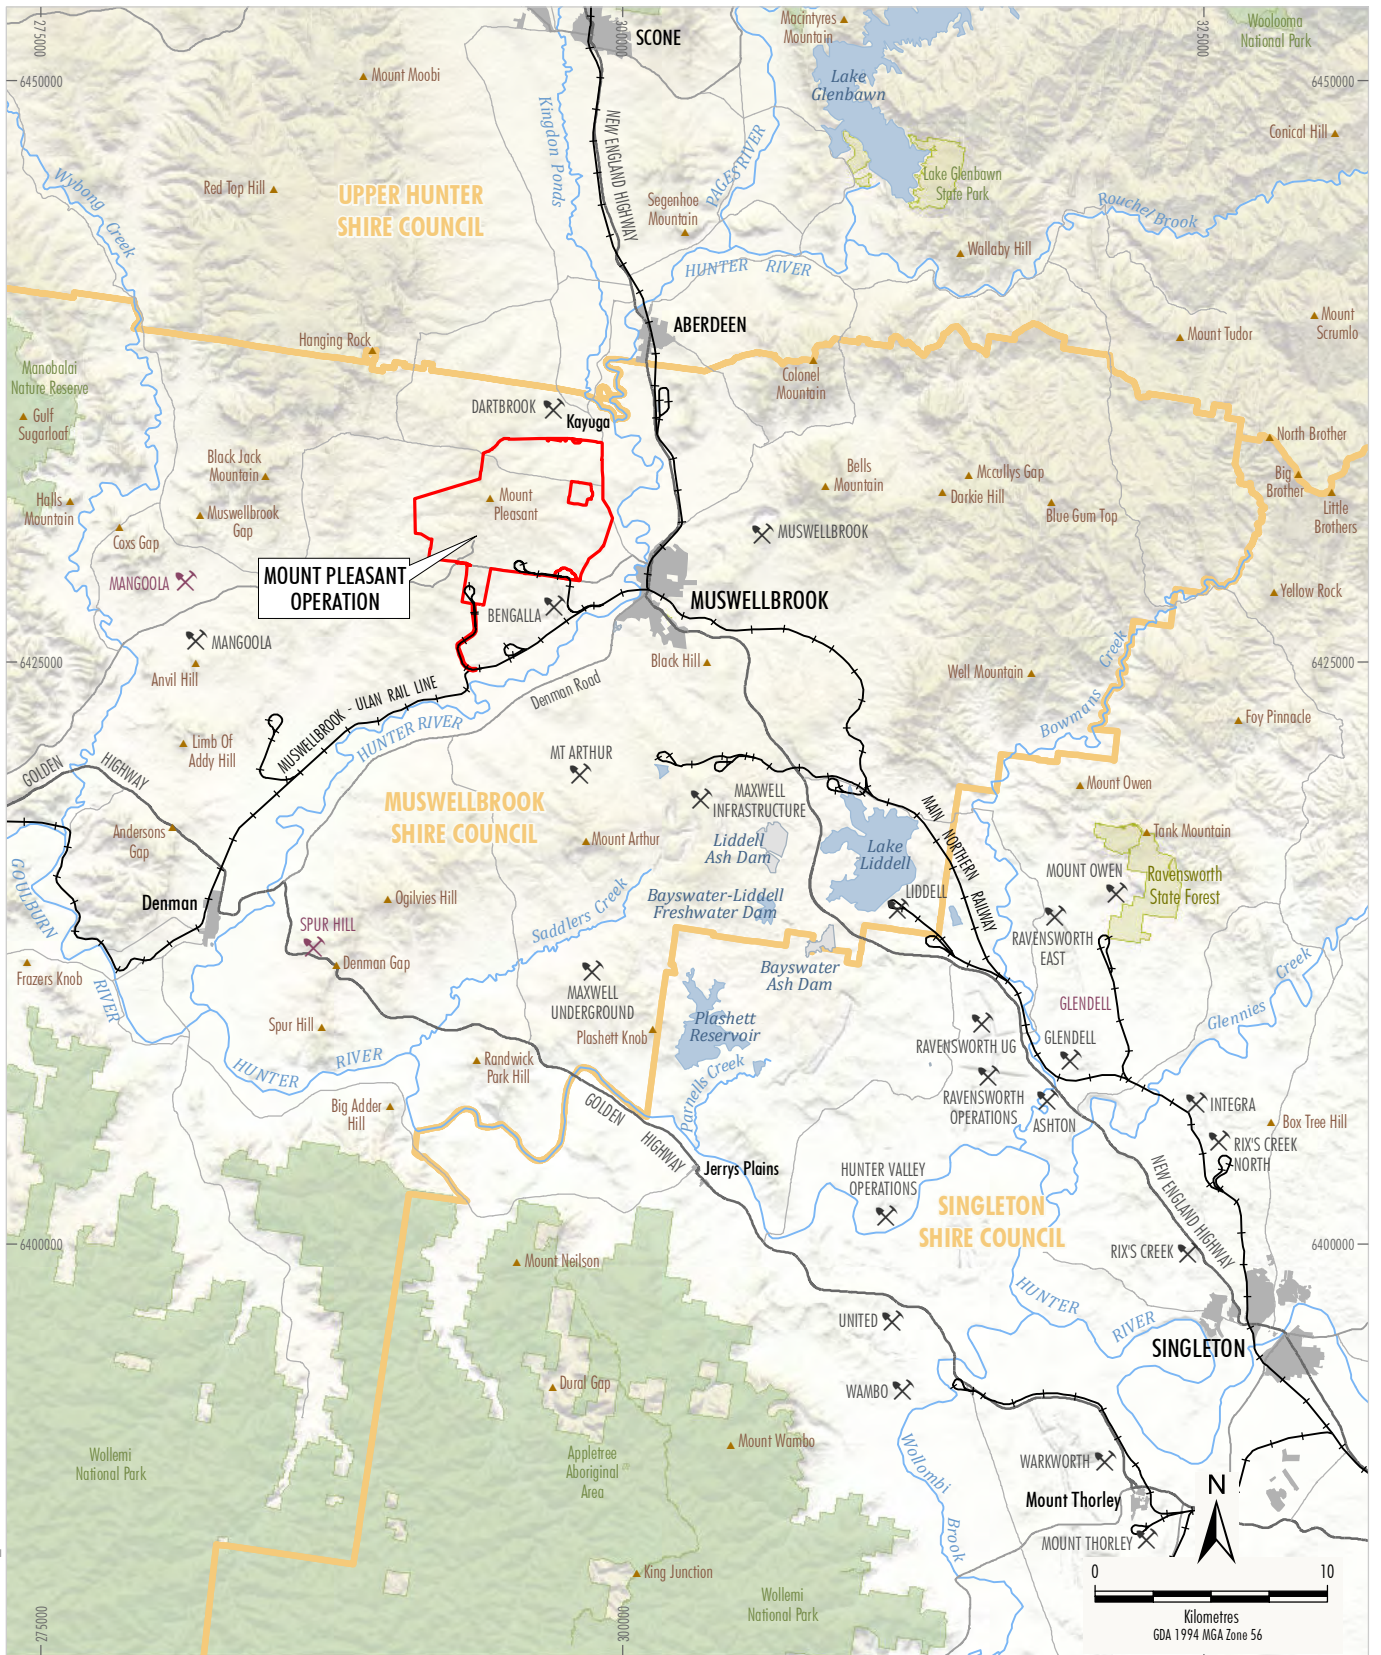 275000
300000
325000
SCONE
Macintyres
Mountain
Woolooma
National Park
6450000
6450000
Mount Moobi
Lake
Glenbawn
Kingdon Ponds
NEW ENGLAND HIGHWAY
PAGES RIVER
Conical Hill
Wybong Creek
Red Top Hill
UPPER HUNTER
SHIRE COUNCIL
Segenhoe
Mountain
Lake Glenbawn
State Park
Rouchel Brook
Wallaby Hill
HUNTER RIVER
Mount
Scrumlo
Hanging Rock
ABERDEEN
Mount Tudor
Manobalai
Nature Reserve
Colonel
Mountain
Gulf
Sugarloaf
DARTBROOK
Kayuga
North Brother
Black Jack
Mountain
Bells
Mountain
Mccullys Gap
Big
Brother
Halls
Mountain
Mount
Pleasant
Darkie Hill
Blue Gum Top
Little
Brothers
Muswellbrook
Gap
Coxs Gap
MUSWELLBROOK
MANGOOLA
MOUNT PLEASANT
OPERATION
BENGALLA
MUSWELLBROOK
Yellow Rock
MANGOOLA
6425000
6425000
Anvil Hill
Black Hill
Well Mountain
Bowmans Creek
MUSWELLBROOK - ULAN RAIL LINE
Denman Road
Foy Pinnacle
HUNTER RIVER
Limb Of
Addy Hill
GOLDEN HIGHWAY
MT ARTHUR
Mount Owen
MAXWELL
INFRASTRUCTURE
MUSWELLBROOK
SHIRE COUNCIL
MAIN NORTHERN RAILWAY
Andersons
Gap
Mount Arthur
Liddell
Ash Dam
Lake
Liddell
Tank Mountain
GOULBURN RIVER
MOUNT OWEN
Ravensworth
State Forest
Denman
Ogilvies Hill
Bayswater-Liddell
Freshwater Dam
LIDDELL
Saddlers Creek
SPUR HILL
RAVENSWORTH
EAST
Denman Gap
Frazers Knob
Bayswater
Ash Dam
MAXWELL
UNDERGROUND
GLENDELL
Glennies Creek
Spur Hill
Plashett Knob
Plashett
Reservoir
RAVENSWORTH UG
GLENDELL
HUNTER RIVER
Randwick
Park Hill
Parnells Creek
RAVENSWORTH
OPERATIONS
ASHTON
INTEGRA
Big Adder
Hill
GOLDEN HIGHWAY
Box Tree Hill
RIX'S CREEK
NORTH
Jerrys Plains
HUNTER VALLEY
OPERATIONS
NEW ENGLAND HIGHWAY
SINGLETON
SHIRE COUNCIL
6400000
6400000
RIX'S CREEK
Mount Neilson
HUNTER RIVER
UNITED
SINGLETON
Dural Gap
WAMBO
Mount Wambo
Wollombi Brook
Wollemi
National Park
Appletree
Aboriginal
Area
WARKWORTH
Mount Thorley
N
MOUNT THORLEY
King Junction
Wollemi
National Park
0
10
Kilometres
GDA 1994 MGA Zone 56
275000
300000